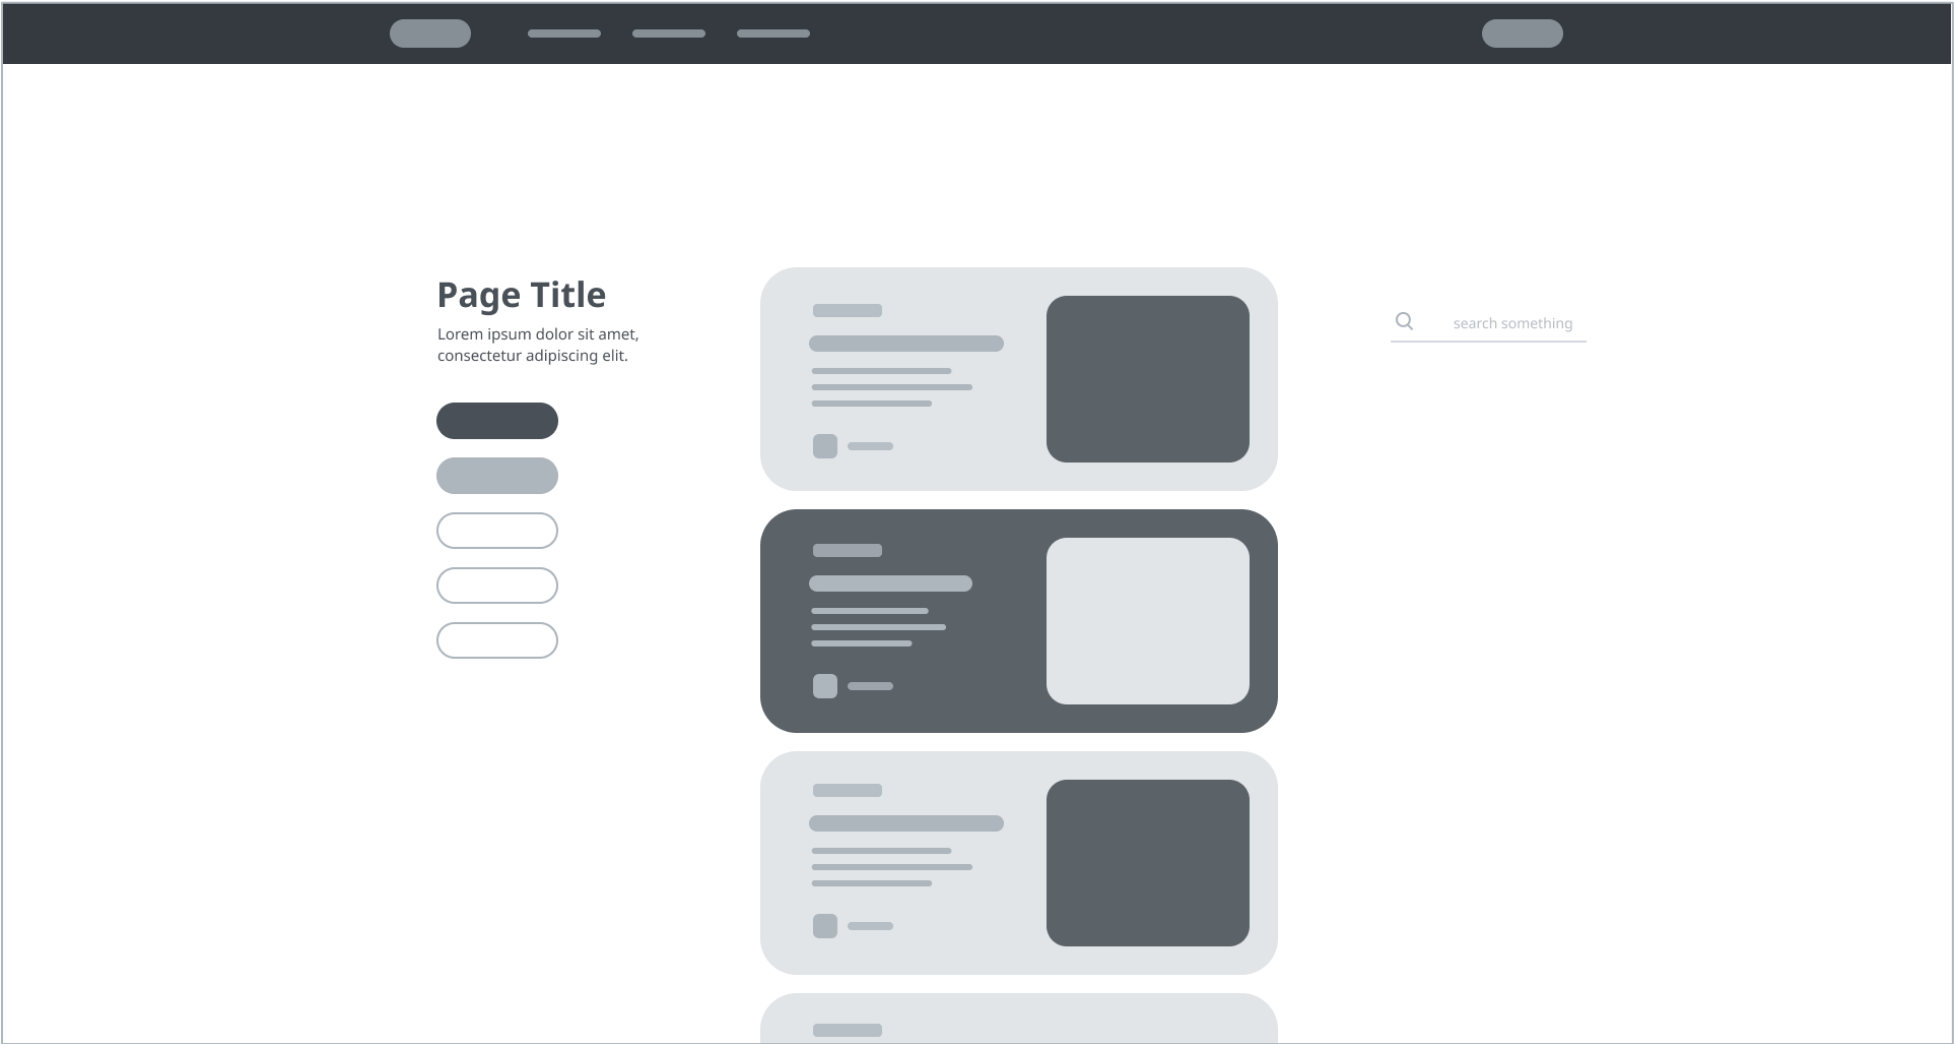 Page Title
Lorem ipsum dolor sit amet,
consectetur adipiscing elit.
search something